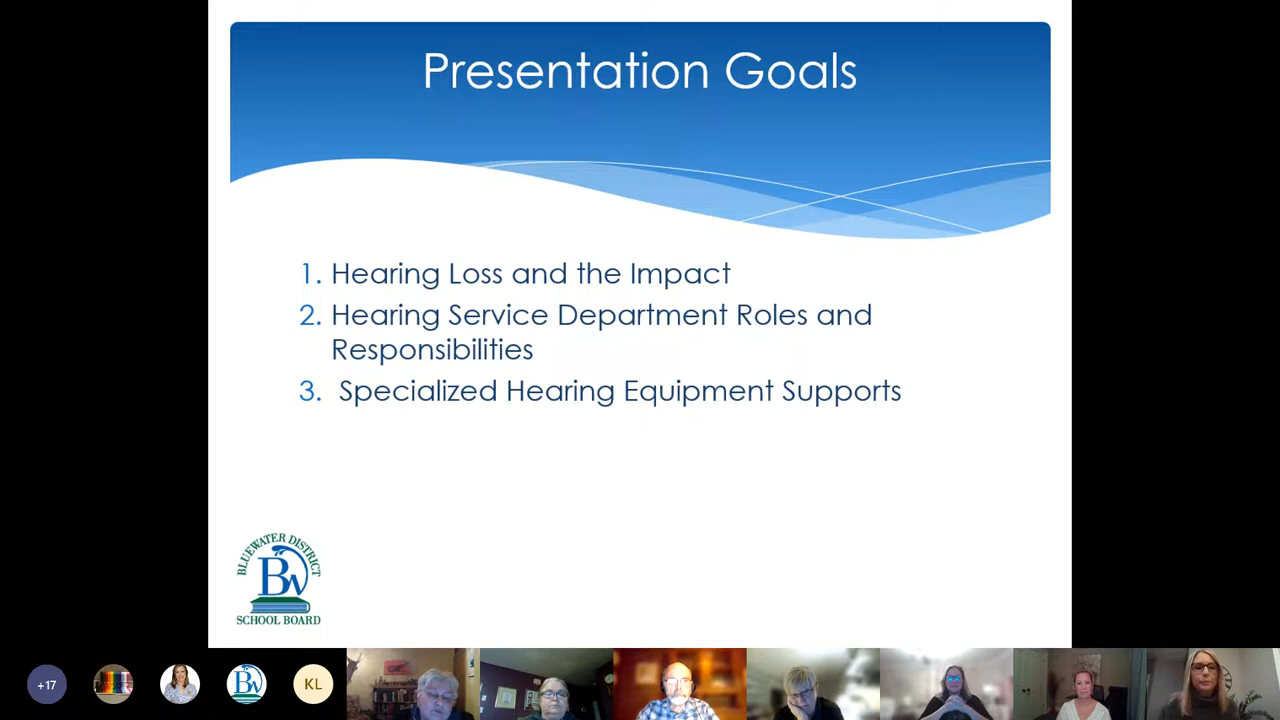 Presentation Goals
1. Hearing Loss and the Impact
2. Hearing Service Department Roles and
Responsibilities
3. Specialized Hearing Equipment Supports
BLUEWATER DISTRICT
BW
SCHOOL BOARD
+17
BW
KL